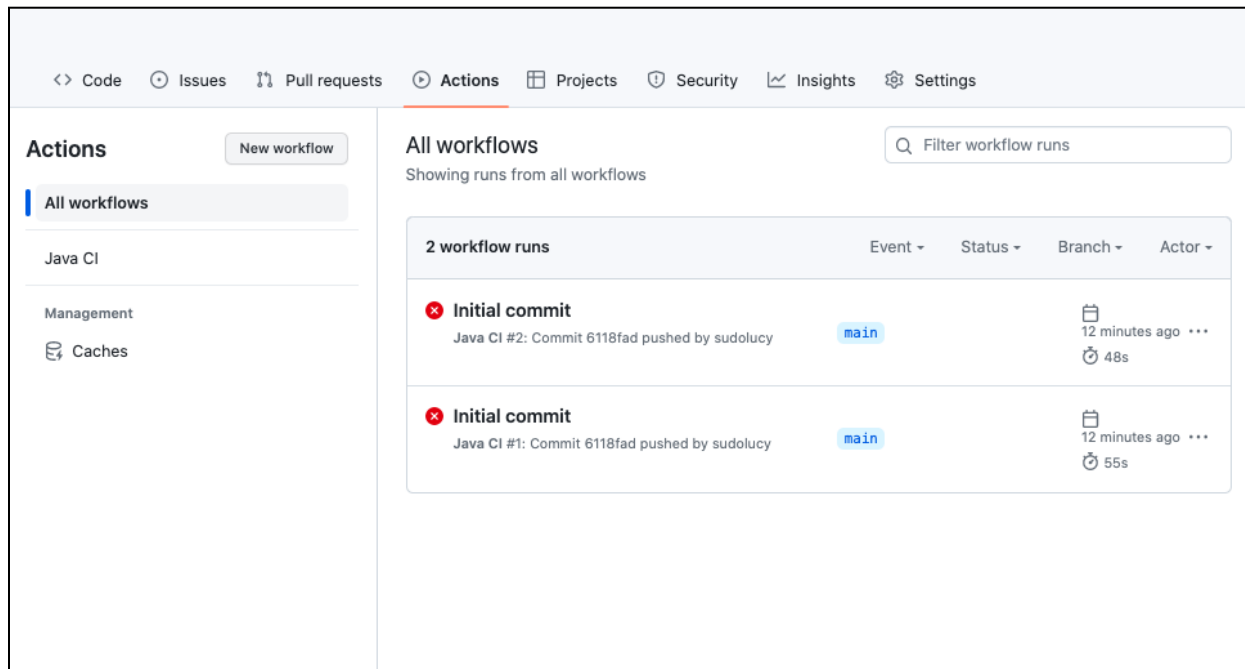 Code Issues Pull requests Actions Projects Security Insights Settings
Actions New workflow
All workflows
Java CI
Management
Caches
All workflows
Showing runs from all workflows
Filter workflow runs
2 workflow runs Event Status Branch Actor
Initial commit
Java CI #2: Commit 6118fad pushed by sudolucy
main
12 minutes ago
48s
Initial commit
Java CI #1: Commit 6118fad pushed by sudolucy
main
12 minutes ago
55s